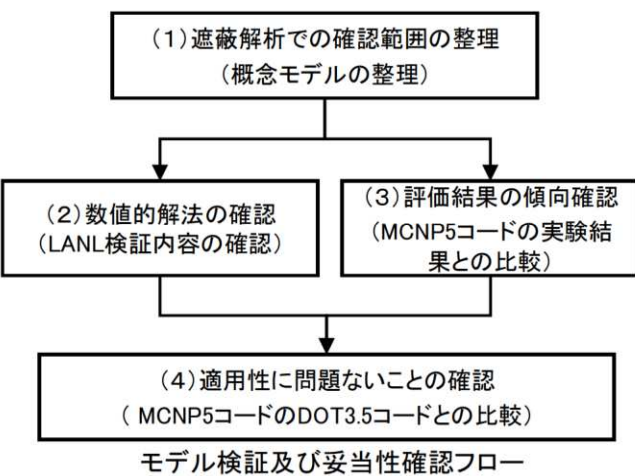 (1)遮蔽解析での確認範囲の整理
(概念モデルの整理)
(2)数値的解法の確認
(LANL検証内容の確認)
(3)評価結果の傾向確認
(MCNP5コードの実験結
果との比較)
(4)適用性に問題ないことの確認
( MCNP5コードのDOT3.5コードとの比較)
モデル検証及び妥当性確認フロー